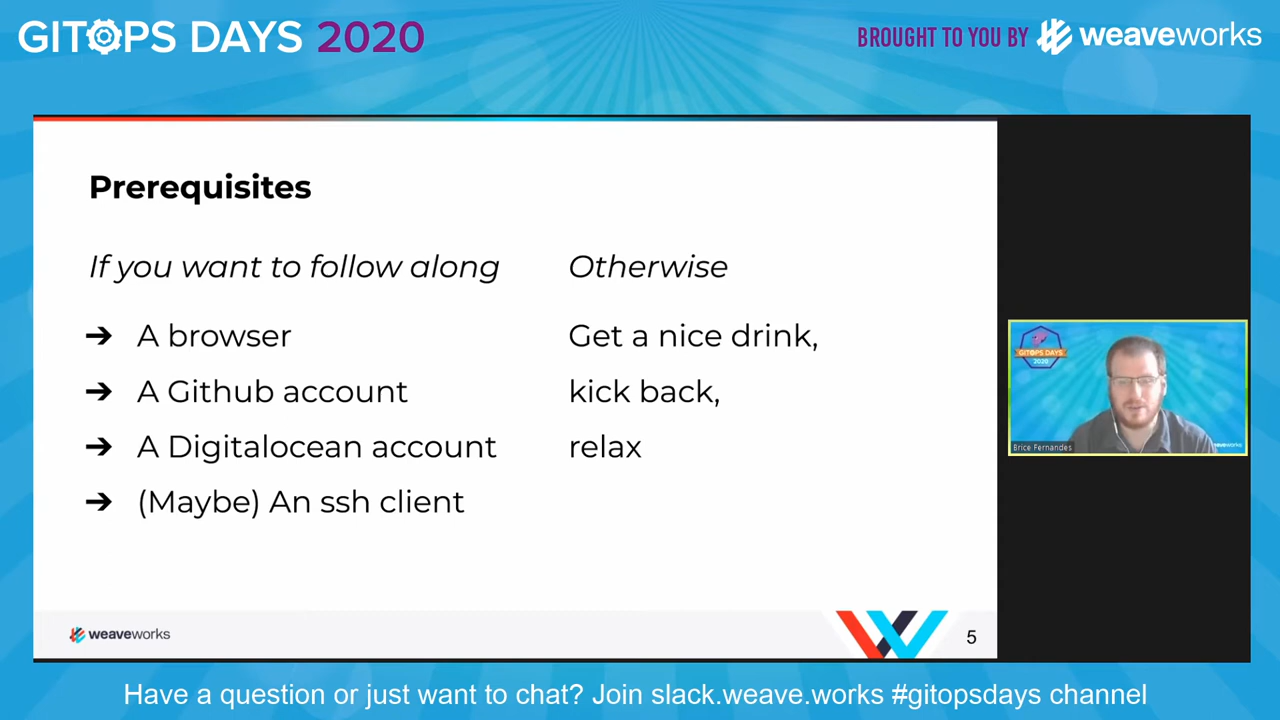 GITOPS DAYS 2020
BROUGHT TO YOU BY weaveworks
Prerequisites
If you want to follow along
➔ A browser
➔ A Github account
➔ A Digitalocean account
➔ (Maybe) An ssh client
Otherwise
Get a nice drink,
kick back,
relax
weaveworks
5
GITOPS DAYS
2020
Brice Fernandes
weaveworks
Have a question or just want to chat? Join slack.weave.works #gitopsdays channel